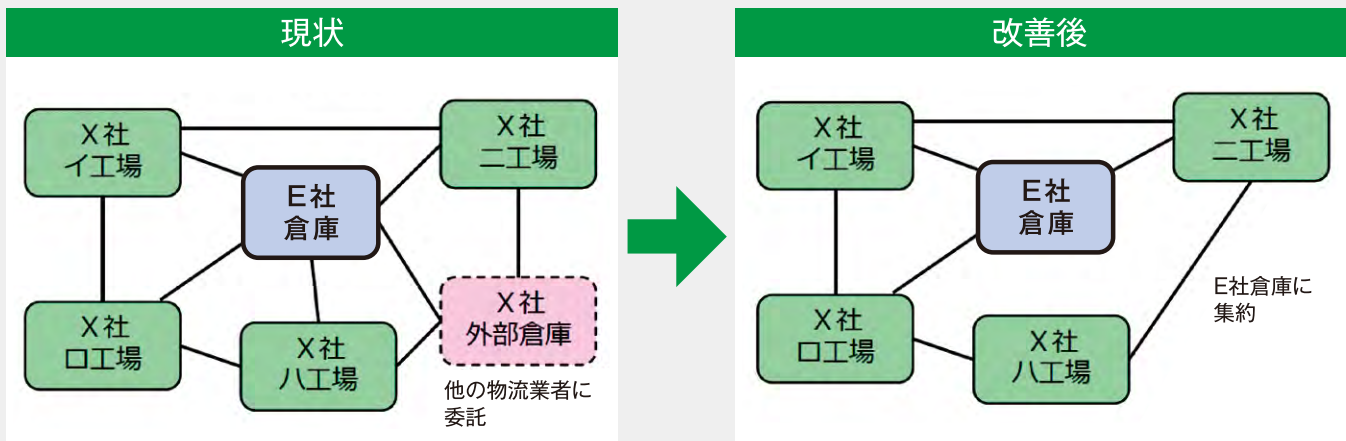 現状
X社
イ工場
X社
ニ工場
E社
倉庫
X社
ロ工場
X社
ハ工場
X社
外部倉庫
他の物流業者に
委託
改善後
X社
イ工場
X社
ニ工場
E社
倉庫
X社
ロ工場
X社
ハ工場
E社倉庫に
集約